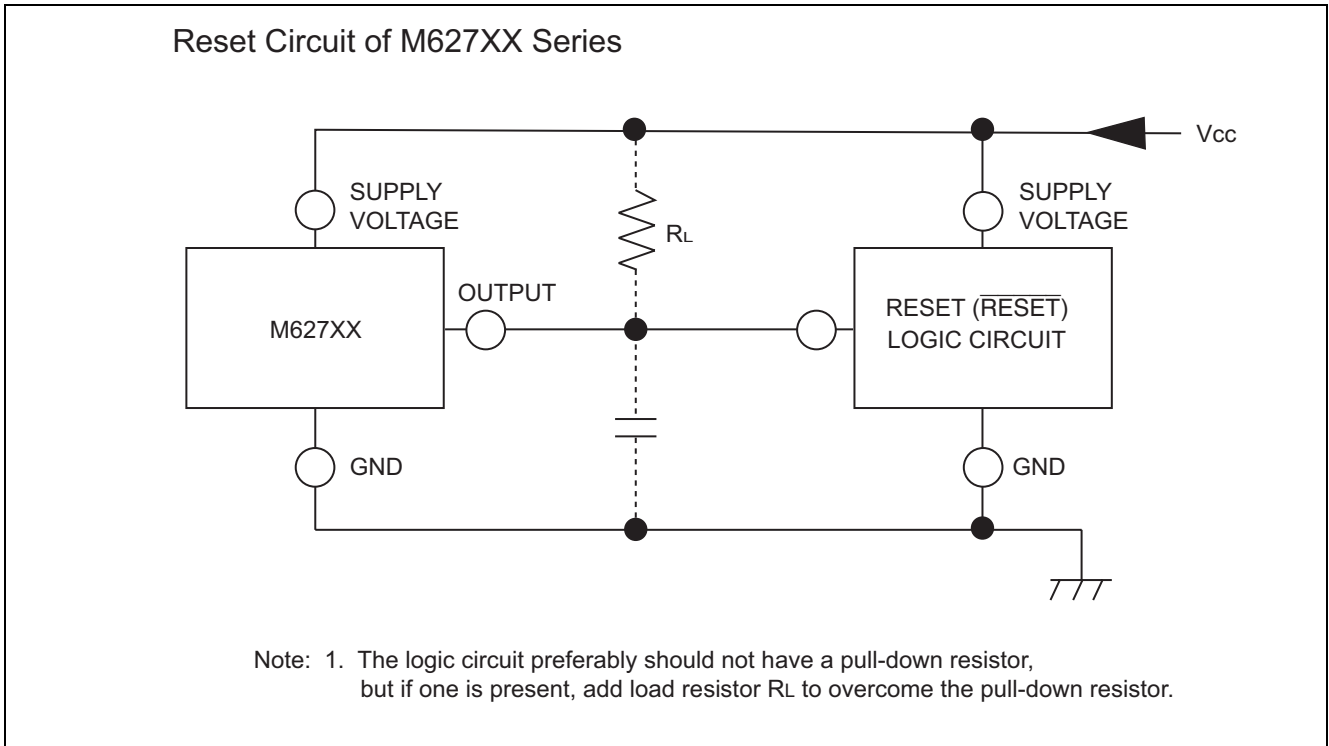 Reset Circuit of M627XX Series
Vcc
SUPPLY
VOLTAGE
SUPPLY
VOLTAGE
RL
OUTPUT
M627XX
RESET (R̅E̅S̅E̅T̅)
LOGIC CIRCUIT
GND
GND
Note: 1. The logic circuit preferably should not have a pull-down resistor,
but if one is present, add load resistor RL to overcome the pull-down resistor.